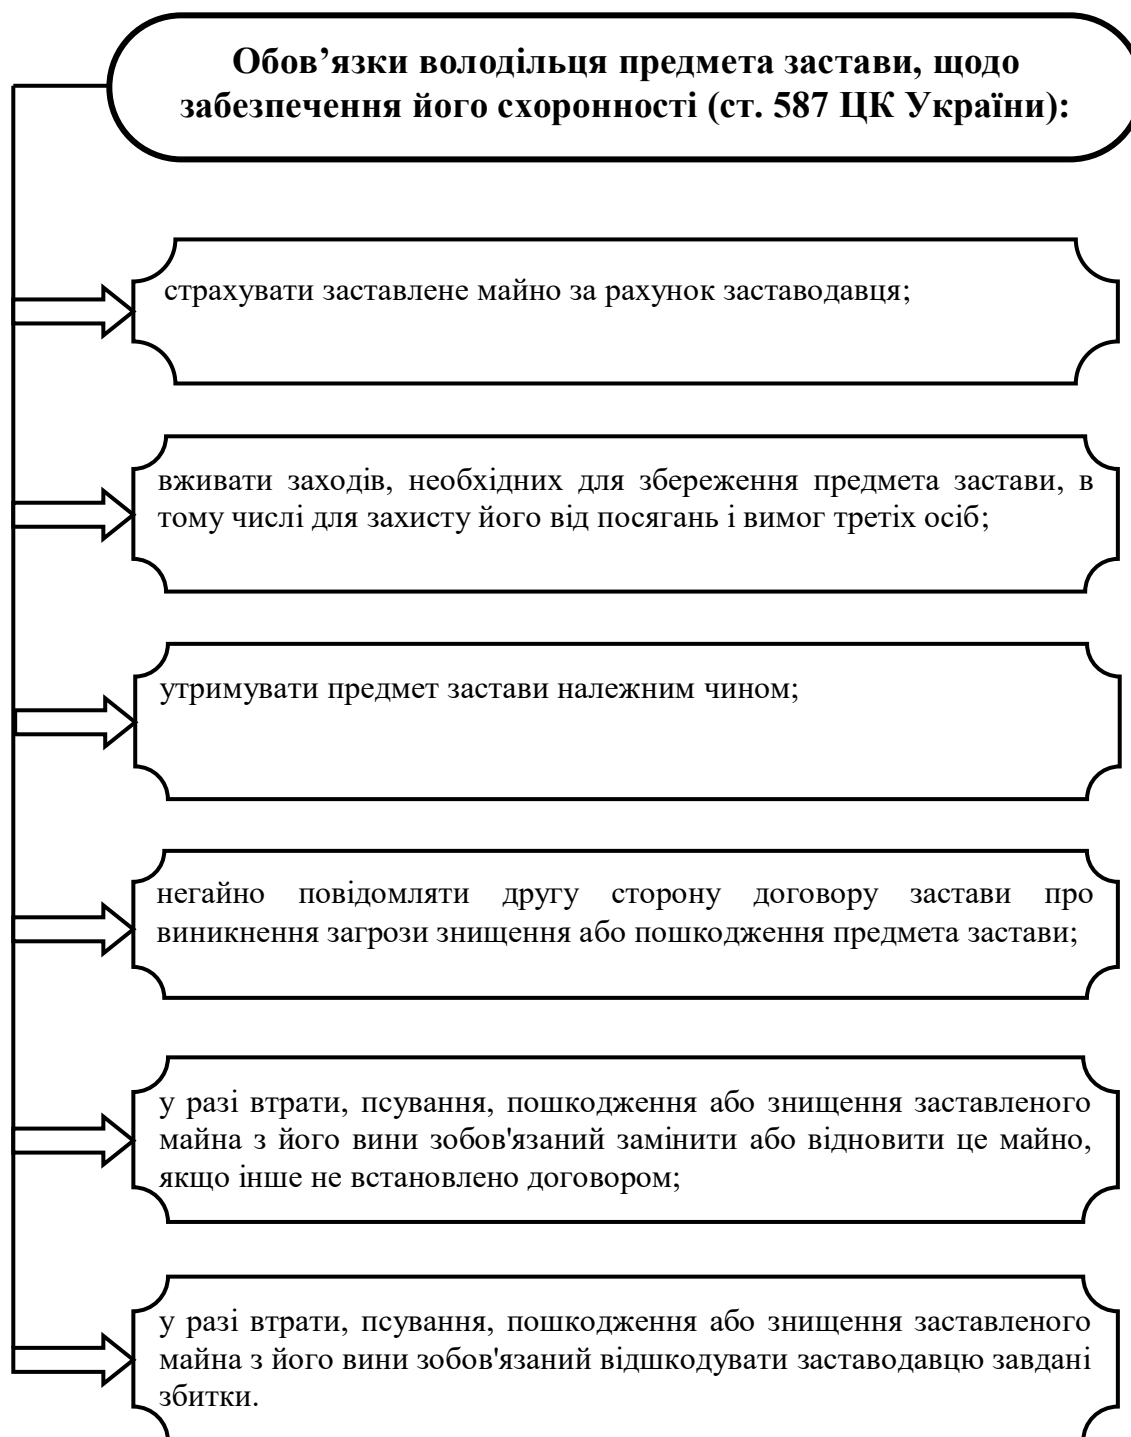 Обов’язки володільця предмета застави, щодо
забезпечення його схоронності (ст. 587 ЦК України):
страхувати заставлене майно за рахунок заставодавця;
вживати заходів, необхідних для збереження предмета застави, в
тому числі для захисту його від посягань і вимог третіх осіб;
утримувати предмет застави належним чином;
негайно повідомляти другу сторону договору застави про
виникнення загрози знищення або пошкодження предмета застави;
у разі втрати, псування, пошкодження або знищення заставленого
майна з його вини зобов'язаний замінити або відновити це майно,
якщо інше не встановлено договором;
у разі втрати, псування, пошкодження або знищення заставленого
майна з його вини зобов'язаний відшкодувати заставодавцю завдані
збитки.